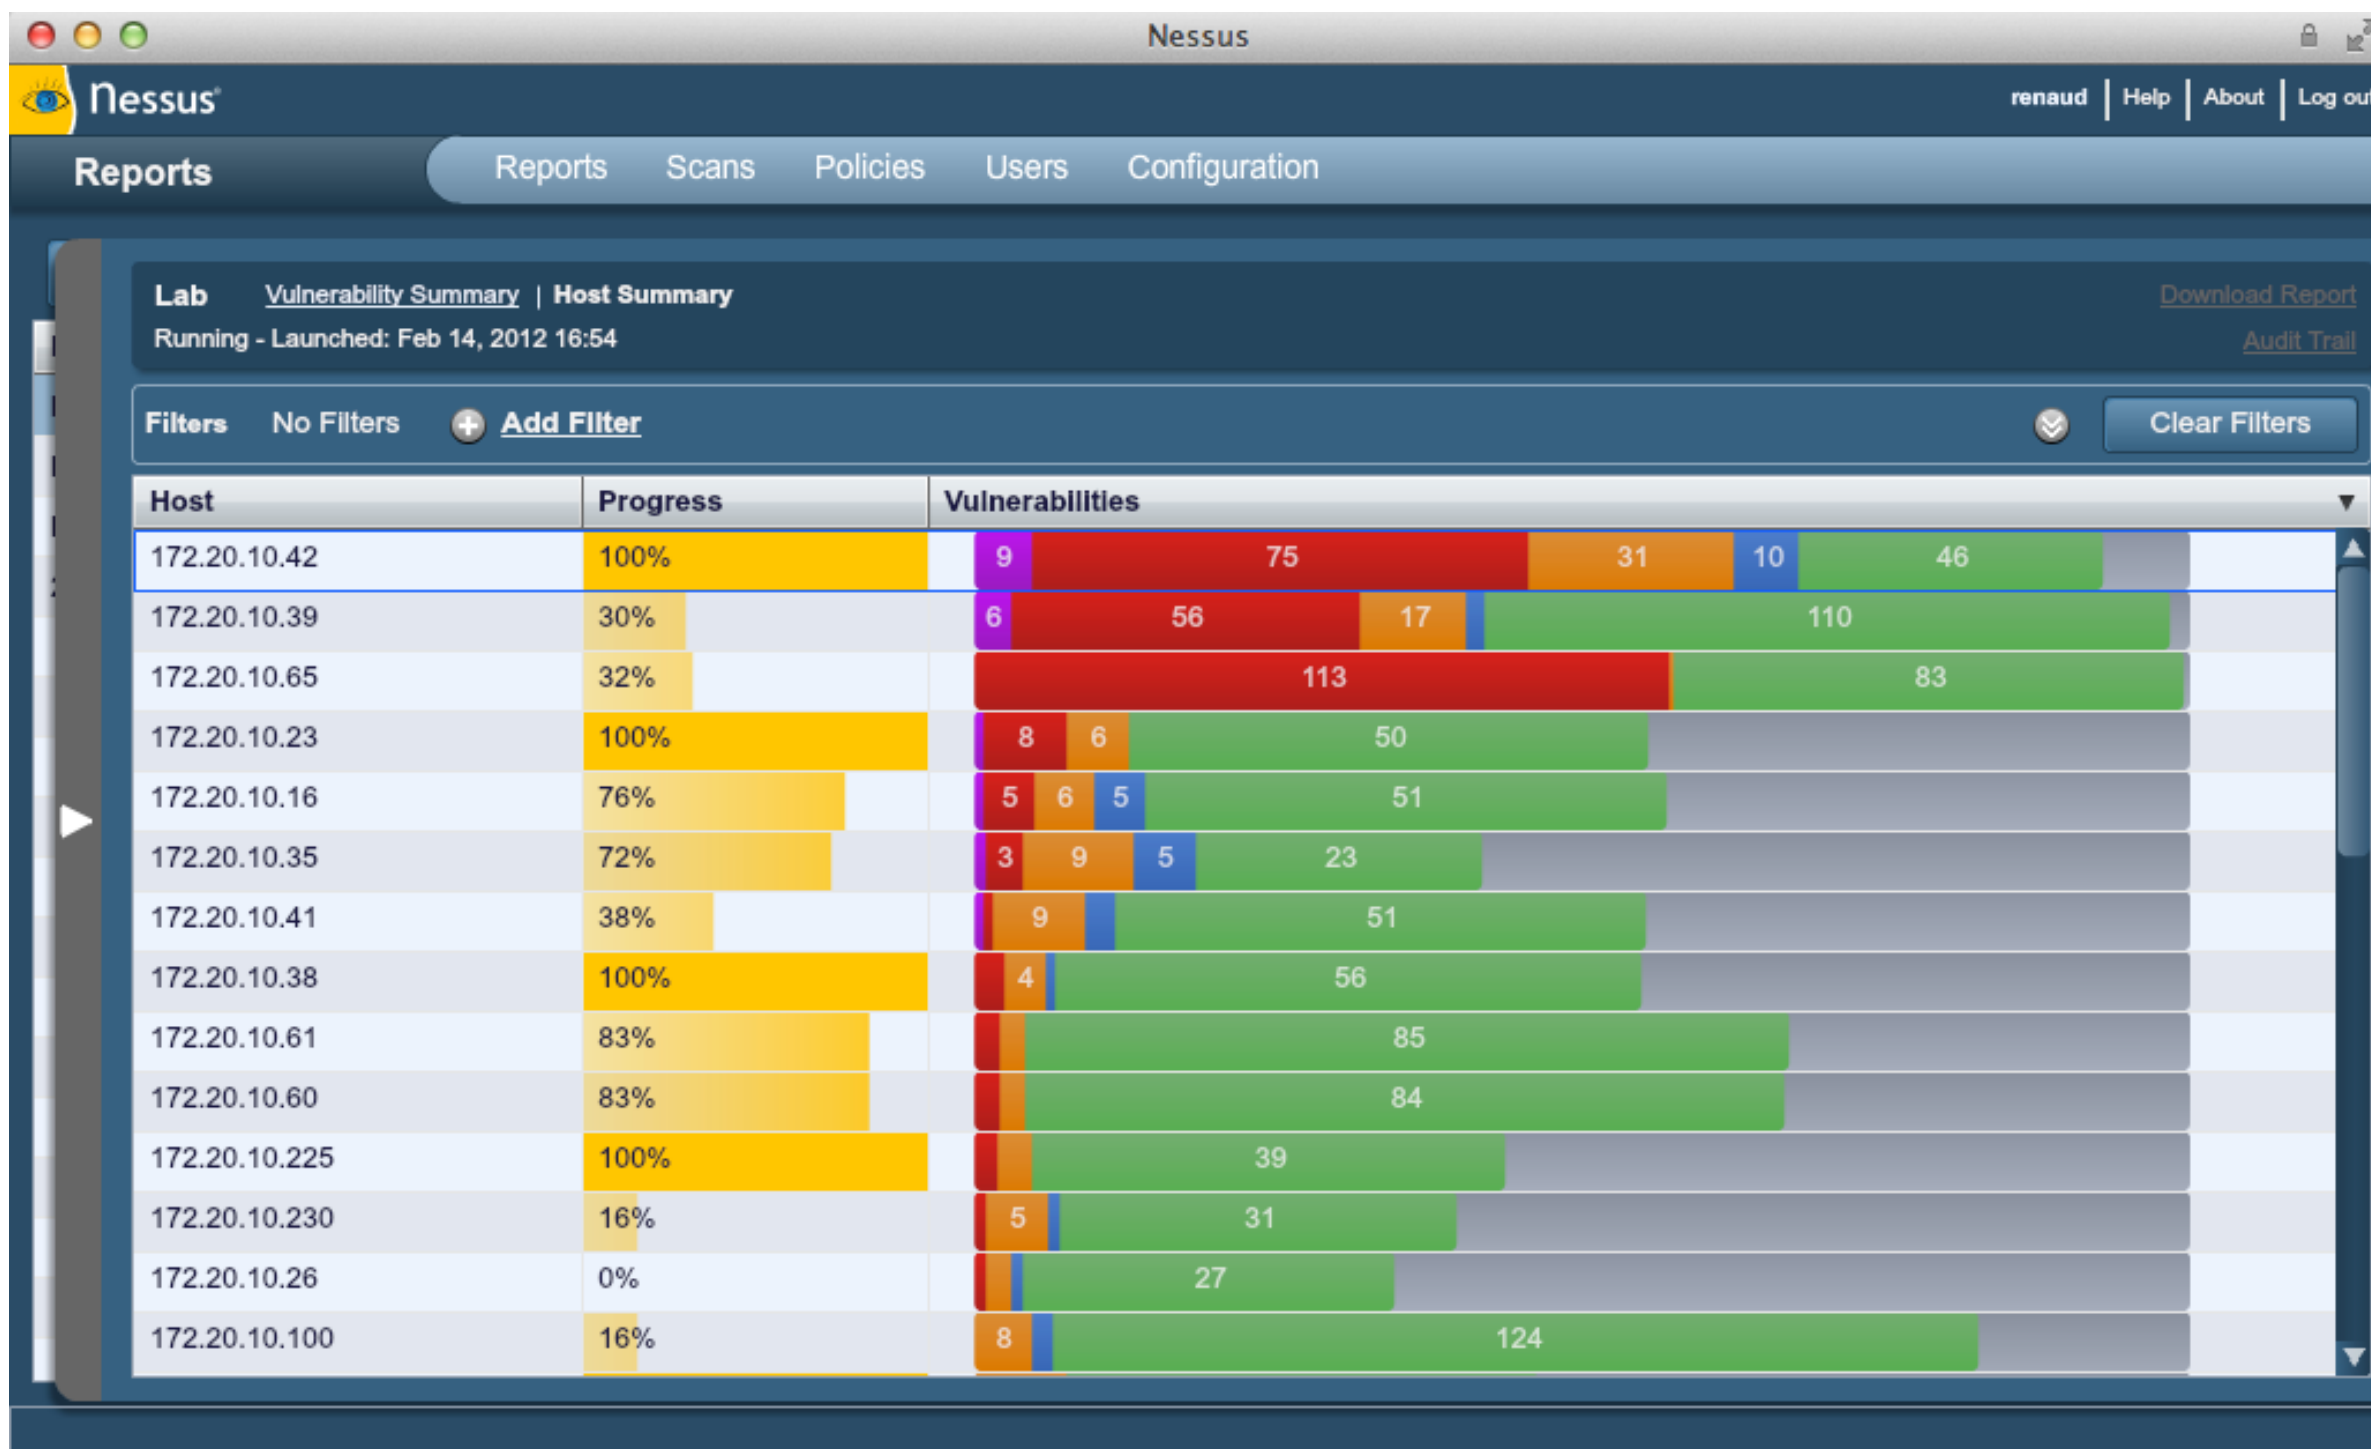 Nessus
Nessus®
renaud | Help | About | Log out
Reports
Reports Scans Policies Users Configuration
Lab Vulnerability Summary | Host Summary
Download Report
Running - Launched: Feb 14, 2012 16:54
Audit Trail
Filters No Filters Add Filter Clear Filters
Host Progress Vulnerabilities
172.20.10.42 100% 9 75 31 10 46
172.20.10.39 30% 6 56 17 110
172.20.10.65 32% 113 83
172.20.10.23 100% 8 6 50
172.20.10.16 76% 5 6 5 51
172.20.10.35 72% 3 9 5 23
172.20.10.41 38% 9 51
172.20.10.38 100% 4 56
172.20.10.61 83% 85
172.20.10.60 83% 84
172.20.10.225 100% 39
172.20.10.230 16% 5 31
172.20.10.26 0% 27
172.20.10.100 16% 8 124